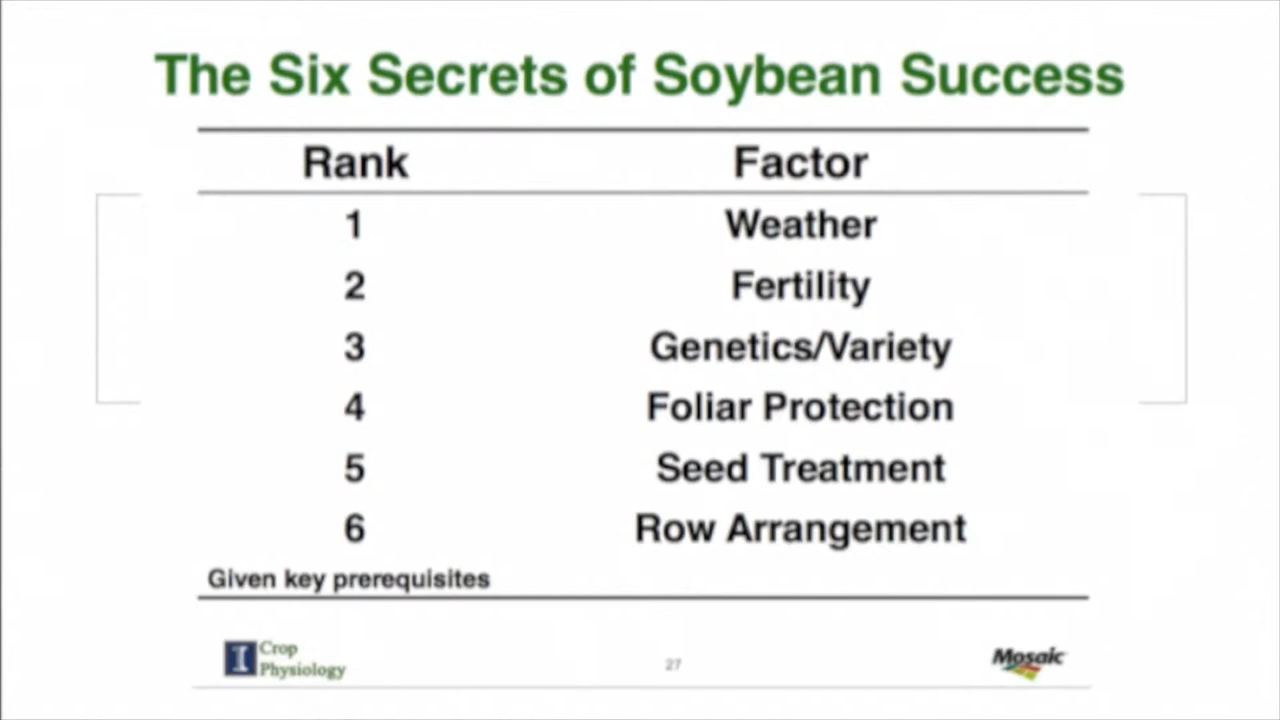 The Six Secrets of Soybean Success
Rank Factor
1 Weather
2 Fertility
3 Genetics/Variety
4 Foliar Protection
5 Seed Treatment
6 Row Arrangement
Given key prerequisites
I Crop
Physiology
27
Mosaic